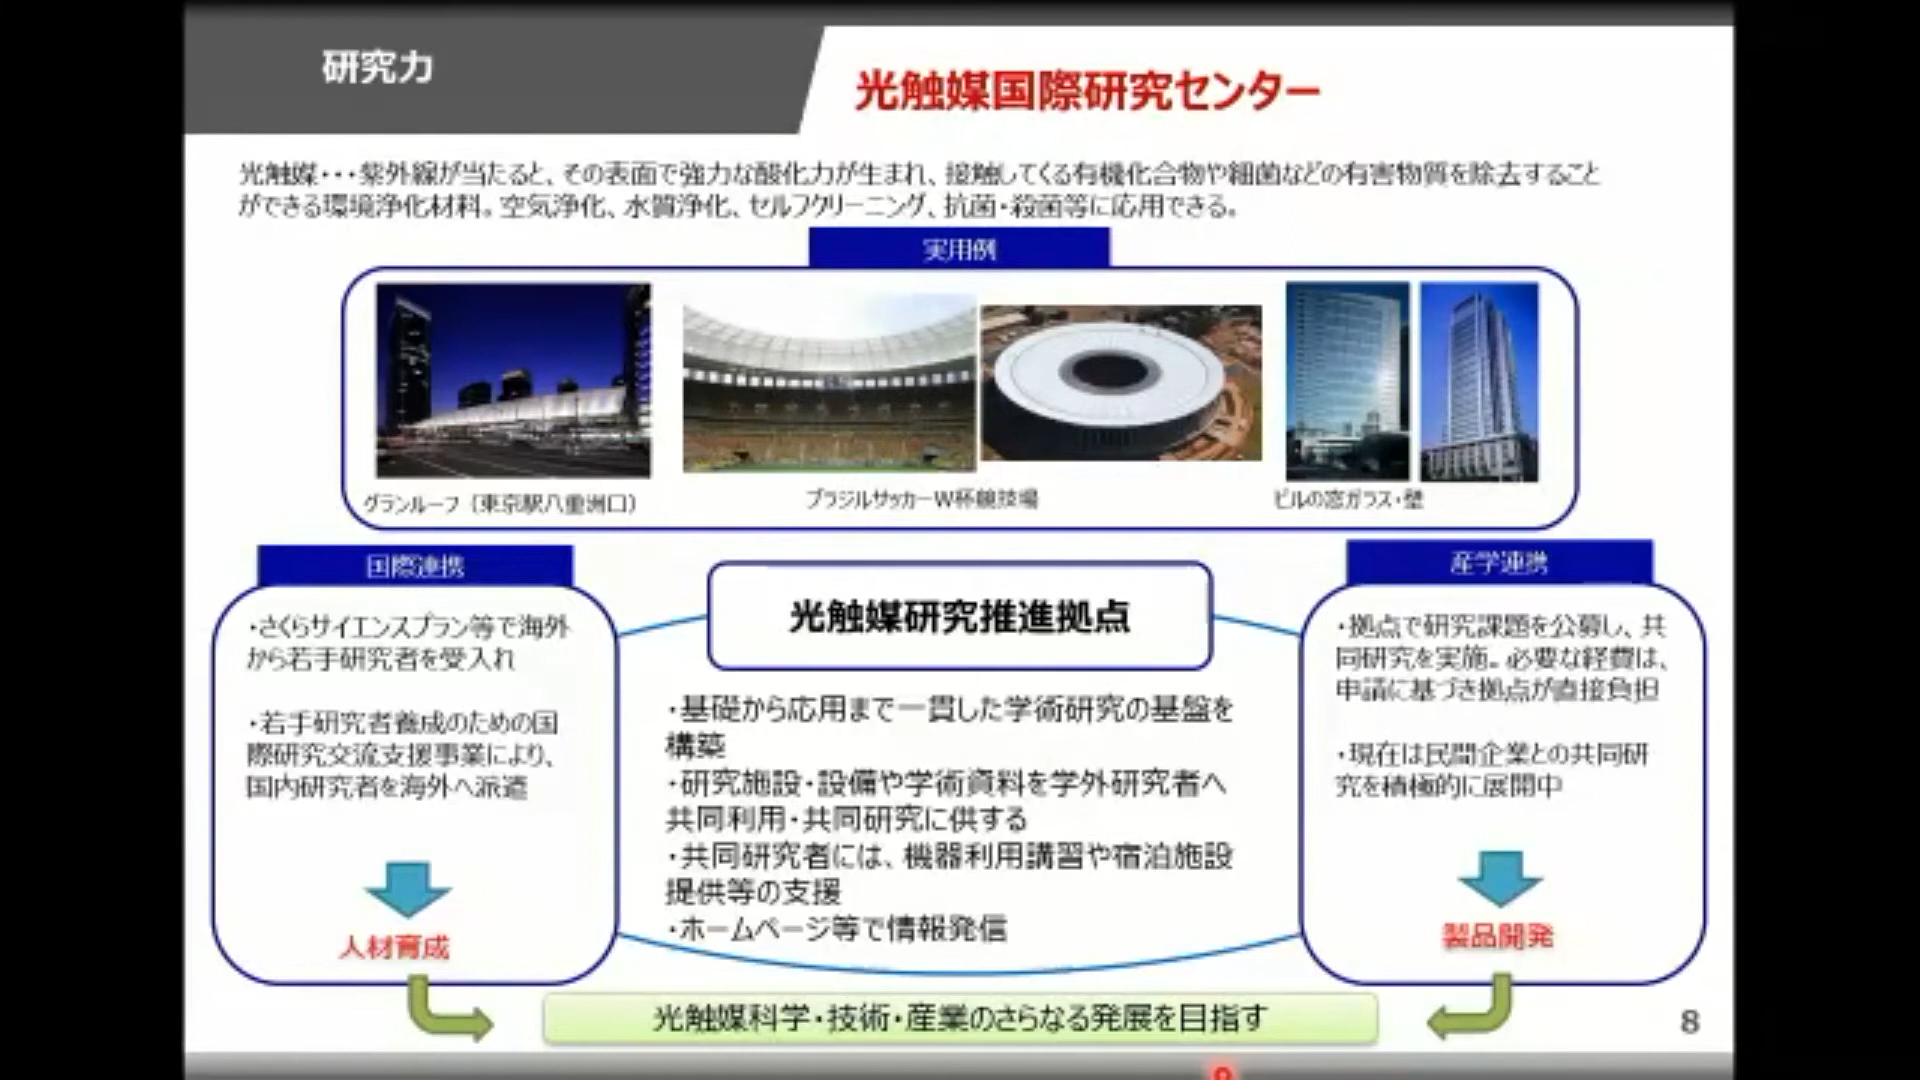 研究力
光触媒国際研究センター
光触媒・・・紫外線が当たると、その表面で強力な酸化力が生まれ、接触してくる有機化合物や細菌などの有害物質を除去すること
ができる環境浄化材料。空気浄化、水質浄化、セルフクリーニング、抗菌・殺菌等に応用できる。
実用例
グランルーフ（東京駅八重洲口）
ブラジルサッカーW杯競技場
ビルの窓ガラス・壁
国際連携
・さくらサイエンスプラン等で海外
から若手研究者を受入れ
・若手研究者養成のための国
際研究交流支援事業により、
国内研究者を海外へ派遣
人材育成
光触媒研究推進拠点
・基礎から応用まで一貫した学術研究の基盤を
構築
・研究施設・設備や学術資料を学外研究者へ
共同利用・共同研究に供する
・共同研究者には、機器利用講習や宿泊施設
提供等の支援
・ホームページ等で情報発信
産学連携
・拠点で研究課題を公募し、共
同研究を実施。必要な経費は、
申請に基づき拠点が直接負担
・現在は民間企業との共同研
究を積極的に展開中
製品開発
光触媒科学・技術・産業のさらなる発展を目指す
8